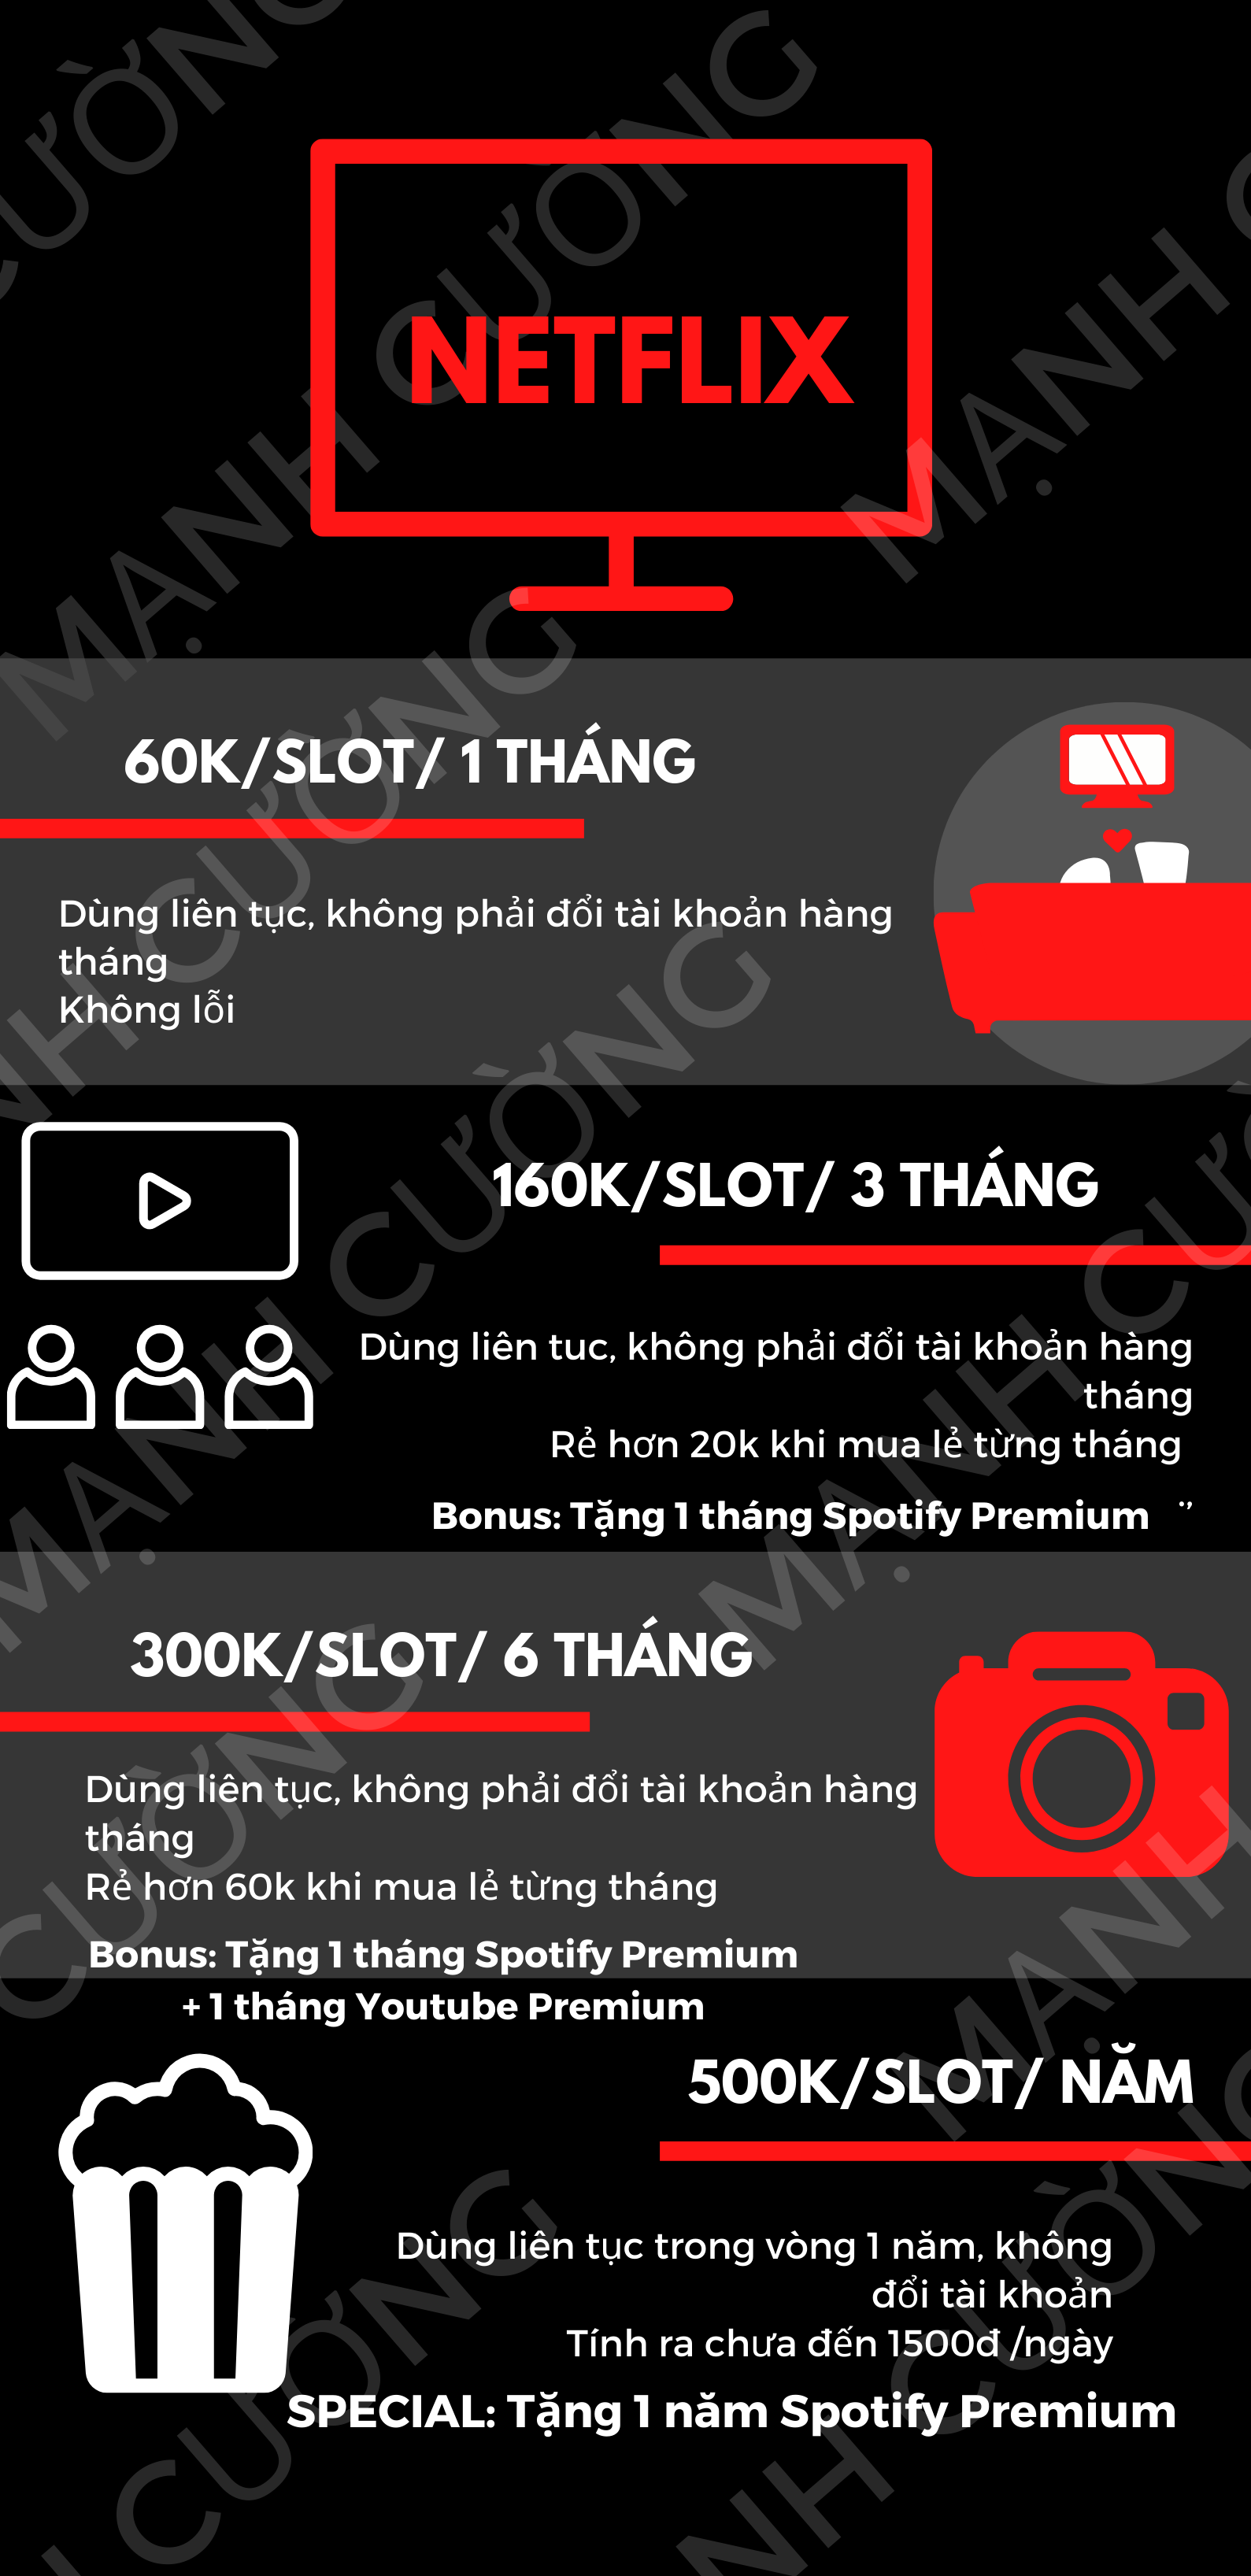 NETFLIX
60K/SLOT/ 1 THÁNG
Dùng liên tục, không phải đổi tài khoản hàng
tháng
Không lỗi
160K/SLOT/ 3 THÁNG
Dùng liên tuc, không phải đổi tài khoản hàng
tháng
Rẻ hơn 20k khi mua lẻ từng tháng
Bonus: Tặng 1 tháng Spotify Premium
300K/SLOT/ 6 THÁNG
Dùng liên tục, không phải đổi tài khoản hàng
tháng
Rẻ hơn 60k khi mua lẻ từng tháng
Bonus: Tặng 1 tháng Spotify Premium
+ 1 tháng Youtube Premium
500K/SLOT/ NĂM
Dùng liên tục trong vòng 1 năm, không
đổi tài khoản
Tính ra chưa đến 1500đ /ngày
SPECIAL: Tặng 1 năm Spotify Premium
MẠNH CƯỜNG